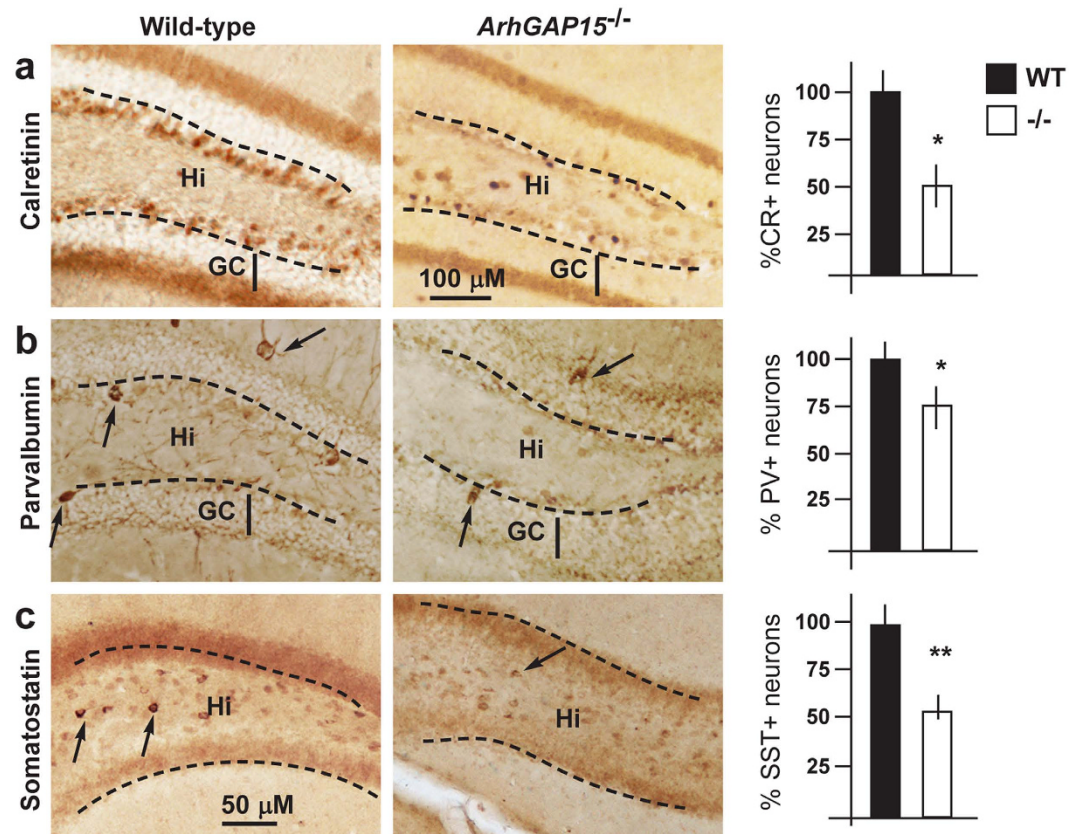 Wild-type
ArhGAP15-/-
a
Calretinin
Hi
GC
Hi
GC
100 μM
%CR+ neurons
100
75
50
25
*
WT
-/-
b
Parvalbumin
Hi
GC
Hi
GC
% PV+ neurons
100
75
50
25
*
c
Somatostatin
Hi
50 μM
Hi
% SST+ neurons
100
75
50
25
**